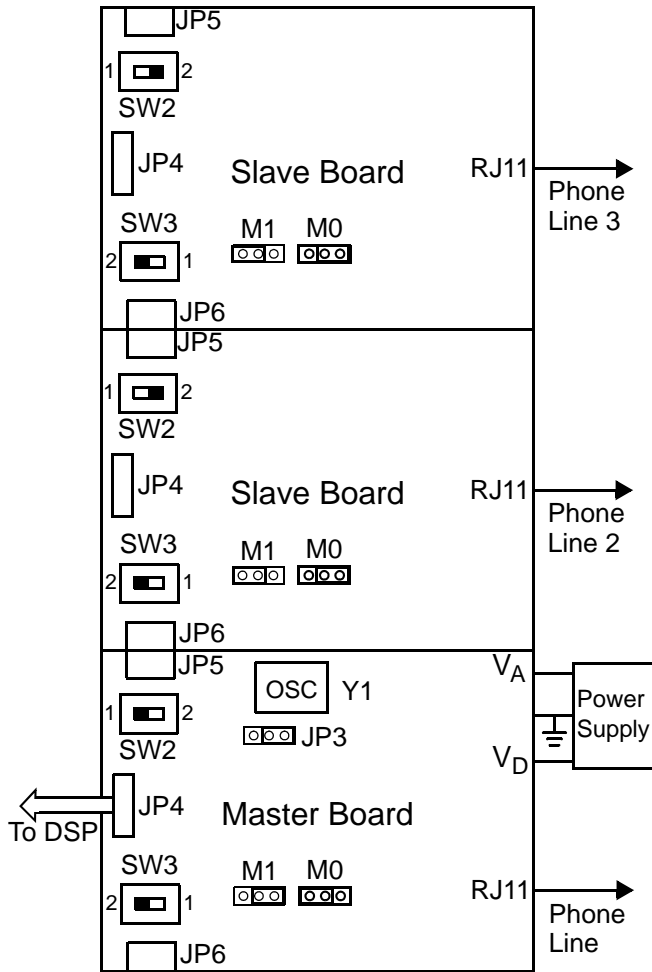 JP5
1 2
SW2
JP4
Slave Board
RJ11
Phone
Line 3
SW3
M1 M0
2 1
JP6
JP5
1 2
SW2
JP4
Slave Board
RJ11
Phone
Line 2
SW3
M1 M0
2 1
JP6
JP5
OSC Y1
VA
Power
Supply
1 2
SW2
JP3
VD
JP4
To DSP
Master Board
SW3
M1 M0
RJ11
2 1
Phone
Line
JP6